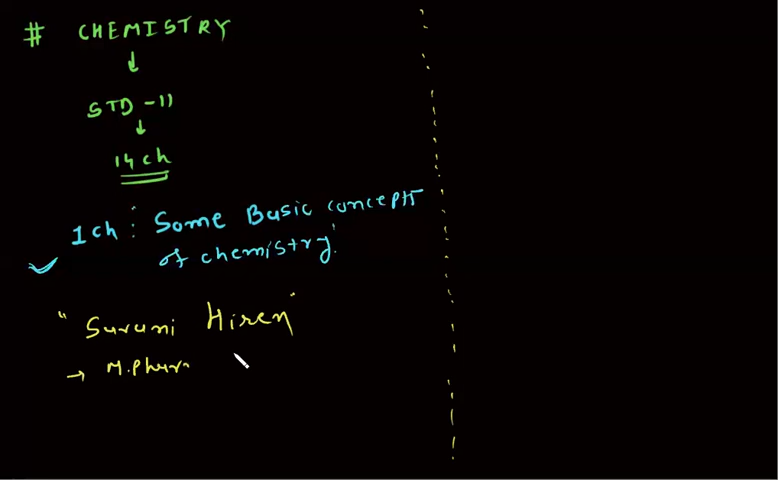 # CHEMISTRY
↓
STD-11
↓
14 ch
1 ch : "Some Basic concept
of chemistry"
"Suruni Hiren"
→ M.Pharm